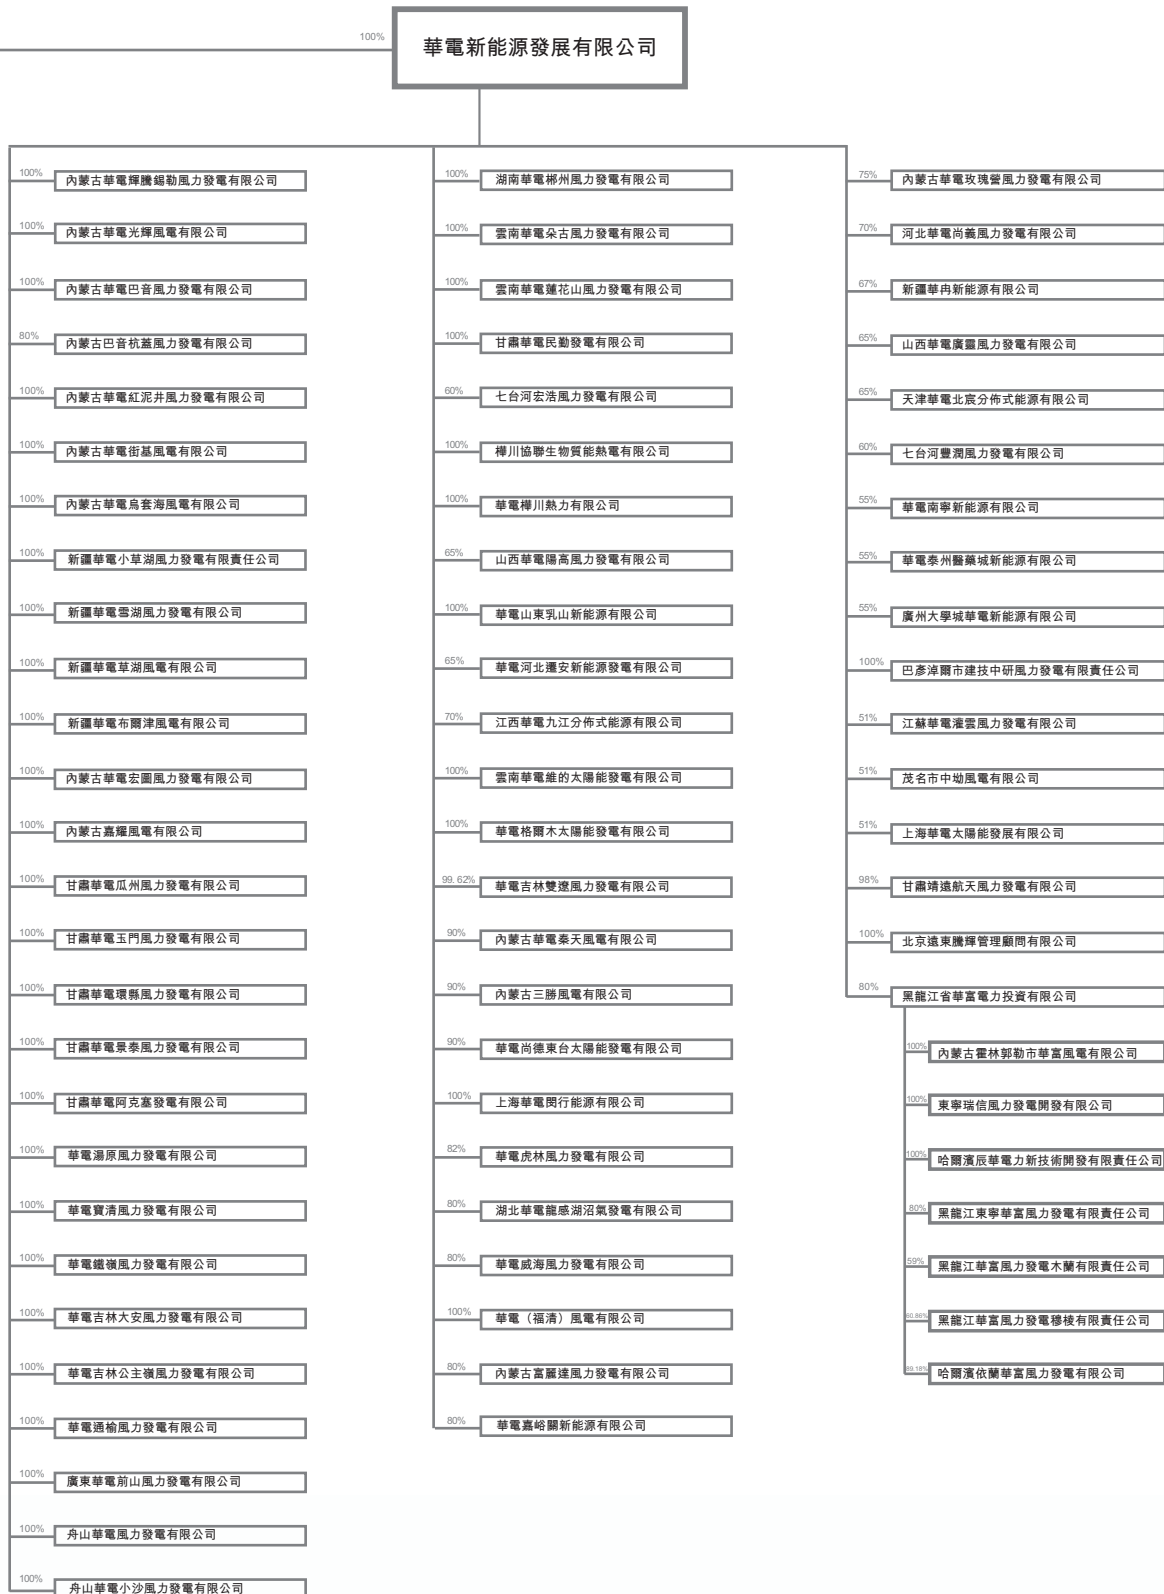 100%
華電新能源發展有限公司
100%
內蒙古華電輝騰錫勒風力發電有限公司
100%
內蒙古華電光輝風電有限公司
100%
內蒙古華電巴音風力發電有限公司
80%
內蒙古巴音杭蓋風力發電有限公司
100%
內蒙古華電紅泥井風力發電有限公司
100%
內蒙古華電街基風電有限公司
100%
內蒙古華電烏套海風電有限公司
100%
新疆華電小草湖風力發電有限責任公司
100%
新疆華電雪湖風力發電有限公司
100%
新疆華電草湖風電有限公司
100%
新疆華電布爾津風電有限公司
100%
內蒙古華電宏圖風力發電有限公司
100%
內蒙古嘉耀風電有限公司
100%
甘肅華電瓜州風力發電有限公司
100%
甘肅華電玉門風力發電有限公司
100%
甘肅華電環縣風力發電有限公司
100%
甘肅華電景泰風力發電有限公司
100%
甘肅華電阿克塞發電有限公司
100%
華電湯原風力發電有限公司
100%
華電寶清風力發電有限公司
100%
華電鐵嶺風力發電有限公司
100%
華電吉林大安風力發電有限公司
100%
華電吉林公主嶺風力發電有限公司
100%
華電通榆風力發電有限公司
100%
廣東華電前山風力發電有限公司
100%
舟山華電風力發電有限公司
100%
舟山華電小沙風力發電有限公司
100%
湖南華電郴州風力發電有限公司
100%
雲南華電朵古風力發電有限公司
100%
雲南華電蓮花山風力發電有限公司
100%
甘肅華電民勤發電有限公司
60%
七台河宏浩風力發電有限公司
100%
樺川協聯生物質能熱電有限公司
100%
華電樺川熱力有限公司
65%
山西華電陽高風力發電有限公司
100%
華電山東乳山新能源有限公司
65%
華電河北遷安新能源發電有限公司
70%
江西華電九江分佈式能源有限公司
100%
雲南華電維的太陽能發電有限公司
100%
華電格爾木太陽能發電有限公司
99.62%
華電吉林雙遼風力發電有限公司
90%
內蒙古華電秦天風電有限公司
90%
內蒙古三勝風電有限公司
90%
華電尚德東台太陽能發電有限公司
100%
上海華電閔行能源有限公司
82%
華電虎林風力發電有限公司
80%
湖北華電龍感湖沼氣發電有限公司
80%
華電威海風力發電有限公司
100%
華電（福清）風電有限公司
80%
內蒙古富麗達風力發電有限公司
80%
華電嘉峪關新能源有限公司
75%
內蒙古華電玫瑰營風力發電有限公司
70%
河北華電尚義風力發電有限公司
67%
新疆華冉新能源有限公司
65%
山西華電廣靈風力發電有限公司
65%
天津華電北宸分佈式能源有限公司
60%
七台河豐潤風力發電有限公司
55%
華電南寧新能源有限公司
55%
華電泰州醫藥城新能源有限公司
55%
廣州大學城華電新能源有限公司
100%
巴彥淖爾市建技中研風力發電有限責任公司
51%
江蘇華電灌雲風力發電有限公司
51%
茂名市中坳風電有限公司
51%
上海華電太陽能發展有限公司
98%
甘肅靖遠航天風力發電有限公司
100%
北京遠東騰輝管理顧問有限公司
80%
黑龍江省華富電力投資有限公司
100%
內蒙古霍林郭勒市華富風電有限公司
100%
東寧瑞信風力發電開發有限公司
100%
哈爾濱辰華電力新技術開發有限責任公司
80%
黑龍江東寧華富風力發電有限責任公司
59%
黑龍江華富風力發電木蘭有限責任公司
60.86%
黑龍江華富風力發電穆棱有限責任公司
89.18%
哈爾濱依蘭華富風力發電有限公司